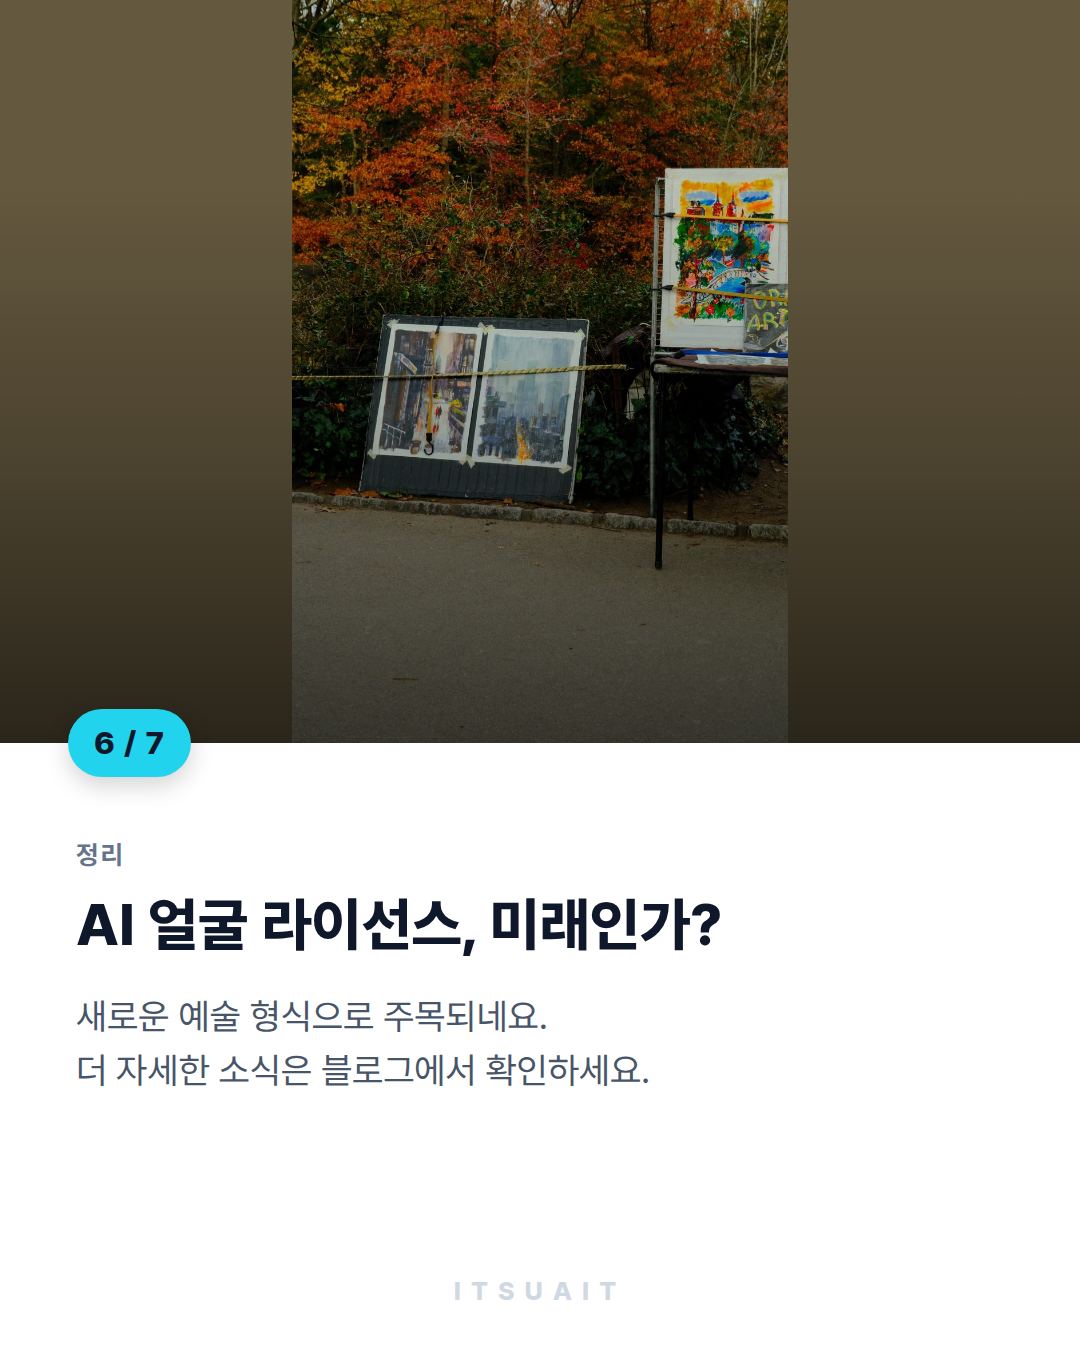 6 / 7
정리
AI 얼굴 라이선스, 미래인가?
새로운 예술 형식으로 주목되네요.
더 자세한 소식은 블로그에서 확인하세요.
ITSUAIT